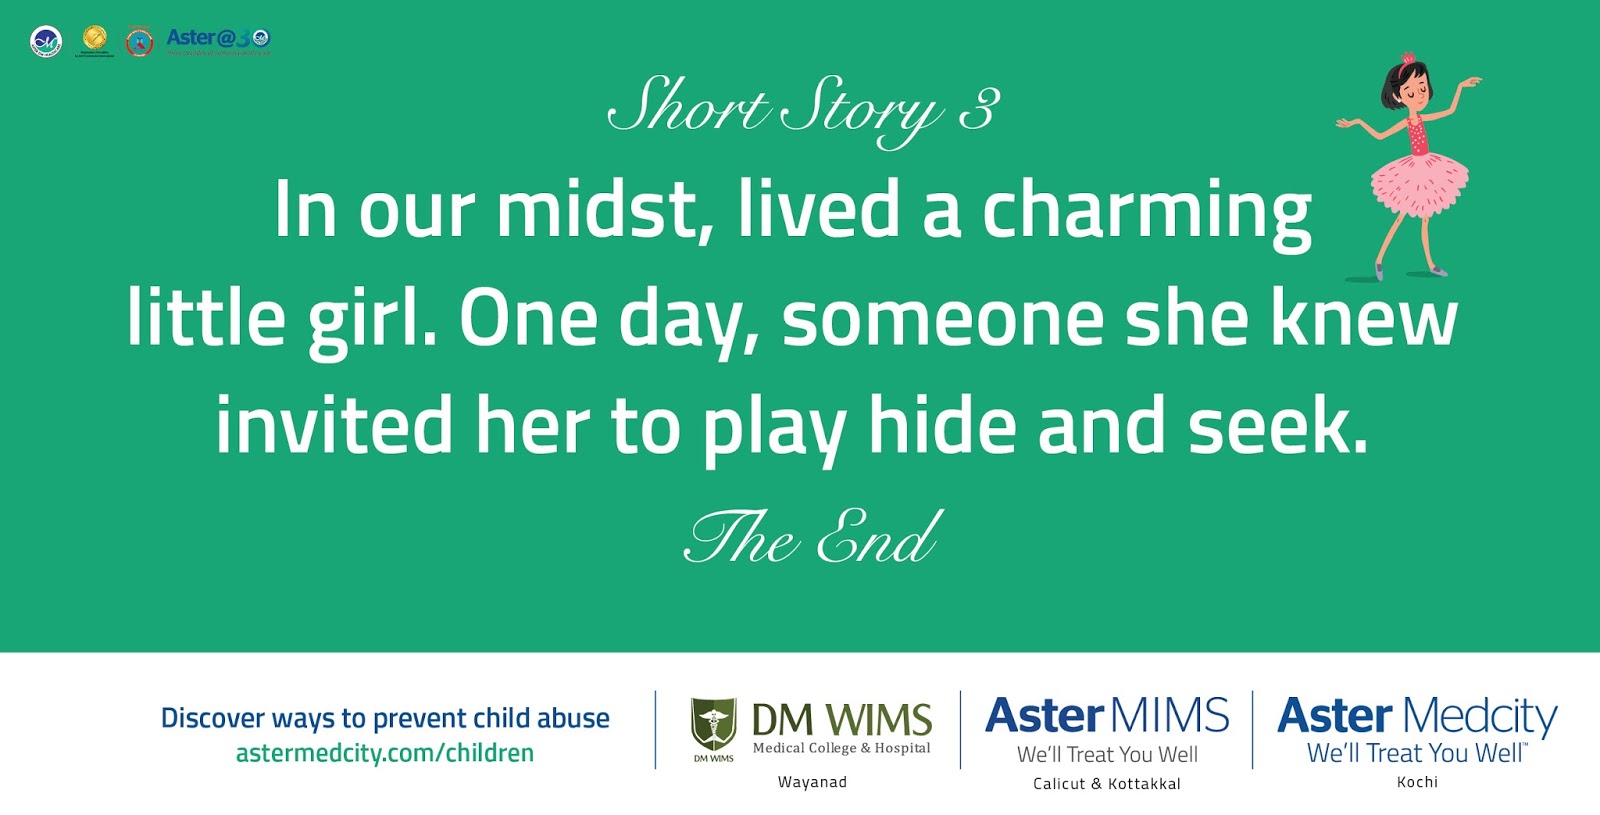 Aster@30
Short Story 3
In our midst, lived a charming
little girl. One day, someone she knew
invited her to play hide and seek.
The End
Discover ways to prevent child abuse
astermedcity.com/children
DM WIMS
DM WIMS
Medical College & Hospital
Wayanad
Aster MIMS
We'll Treat You Well
Calicut & Kottakkal
Aster Medcity
We'll Treat You Well™
Kochi